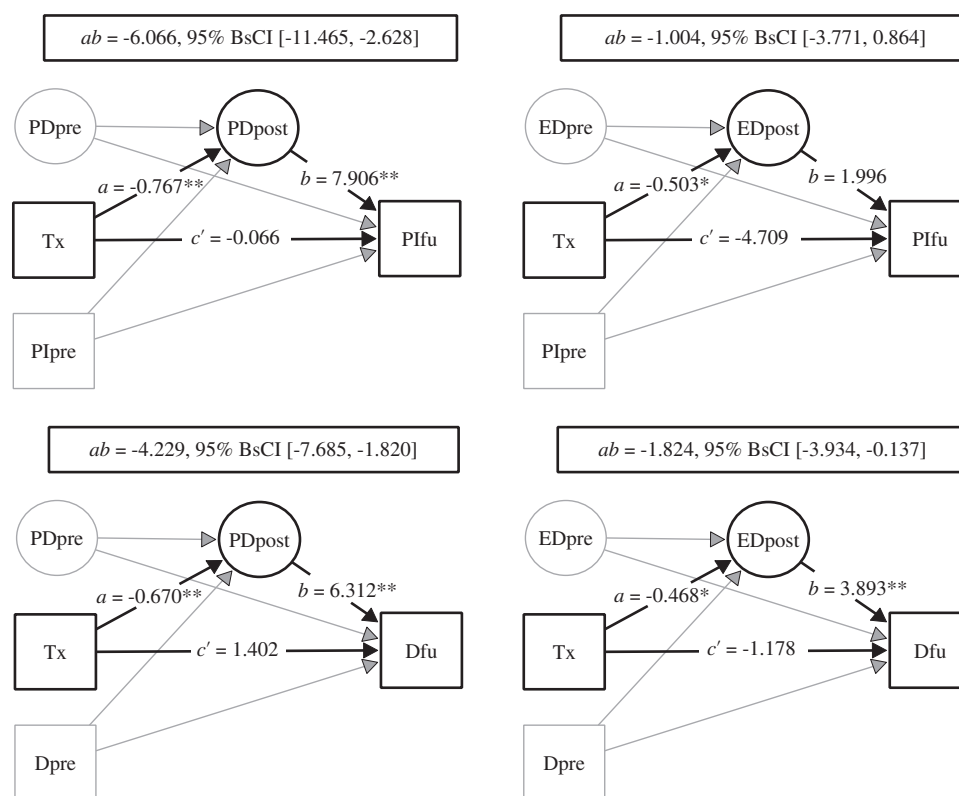 ab = -6.066, 95% BsCI [-11.465, -2.628]
PDpre
PDpost
a = -0.767**
b = 7.906**
Tx
c′ = -0.066
PIfu
PIpre
ab = -1.004, 95% BsCI [-3.771, 0.864]
EDpre
EDpost
a = -0.503*
b = 1.996
Tx
c′ = -4.709
PIfu
PIpre
ab = -4.229, 95% BsCI [-7.685, -1.820]
PDpre
PDpost
a = -0.670**
b = 6.312**
Tx
c′ = 1.402
Dfu
Dpre
ab = -1.824, 95% BsCI [-3.934, -0.137]
EDpre
EDpost
a = -0.468*
b = 3.893**
Tx
c′ = -1.178
Dfu
Dpre